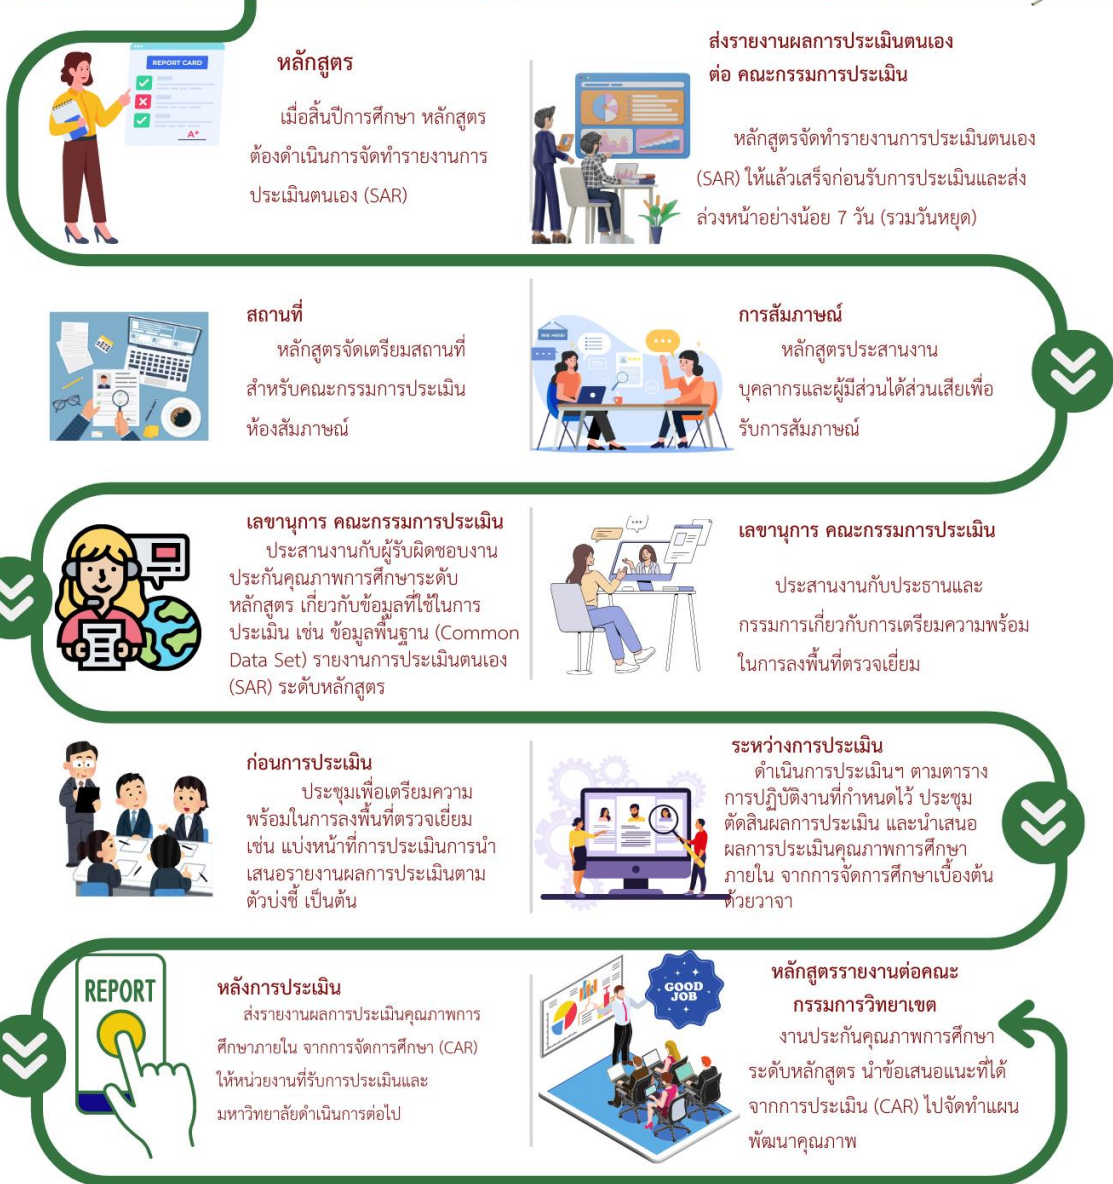 REPORT CARD
A+
หลักสูตร
เมื่อสิ้นปีการศึกษา หลักสูตร
ต้องดำเนินการจัดทำรายงานการ
ประเมินตนเอง (SAR)
ส่งรายงานผลการประเมินตนเอง
ต่อ คณะกรรมการประเมิน
หลักสูตรจัดทำรายงานการประเมินตนเอง
(SAR) ให้แล้วเสร็จก่อนรับการประเมินและส่ง
ล่วงหน้าอย่างน้อย 7 วัน (รวมวันหยุด)
สถานที่
หลักสูตรจัดเตรียมสถานที่
สำหรับคณะกรรมการประเมิน
ห้องสัมภาษณ์
การสัมภาษณ์
หลักสูตรประสานงาน
บุคลากรและผู้มีส่วนได้ส่วนเสียเพื่อ
รับการสัมภาษณ์
เลขานุการ คณะกรรมการประเมิน
ประสานงานกับผู้รับผิดชอบงาน
ประกันคุณภาพการศึกษาระดับ
หลักสูตร เกี่ยวกับข้อมูลที่ใช้ในการ
ประเมิน เช่น ข้อมูลพื้นฐาน (Common
Data Set) รายงานการประเมินตนเอง
(SAR) ระดับหลักสูตร
เลขานุการ คณะกรรมการประเมิน
ประสานงานกับประธานและ
กรรมการเกี่ยวกับการเตรียมความพร้อม
ในการลงพื้นที่ตรวจเยี่ยม
ก่อนการประเมิน
ประชุมเพื่อเตรียมความ
พร้อมในการลงพื้นที่ตรวจเยี่ยม
เช่น แบ่งหน้าที่การประเมินการนำ
เสนอรายงานผลการประเมินตาม
ตัวบ่งชี้ เป็นต้น
ระหว่างการประเมิน
ดำเนินการประเมินฯ ตามตาราง
การปฏิบัติงานที่กำหนดไว้ ประชุม
ตัดสินผลการประเมิน และนำเสนอ
ผลการประเมินคุณภาพการศึกษา
ภายใน จากการจัดการศึกษาเบื้องต้น
ด้วยวาจา
REPORT
หลังการประเมิน
ส่งรายงานผลการประเมินคุณภาพการ
ศึกษาภายใน จากการจัดการศึกษา (CAR)
ให้หน่วยงานที่รับการประเมินและ
มหาวิทยาลัยดำเนินการต่อไป
GOOD
JOB
หลักสูตรรายงานต่อคณะ
กรรมการวิทยาเขต
งานประกันคุณภาพการศึกษา
ระดับหลักสูตร นำข้อเสนอแนะที่ได้
จากการประเมิน (CAR) ไปจัดทำแผน
พัฒนาคุณภาพ